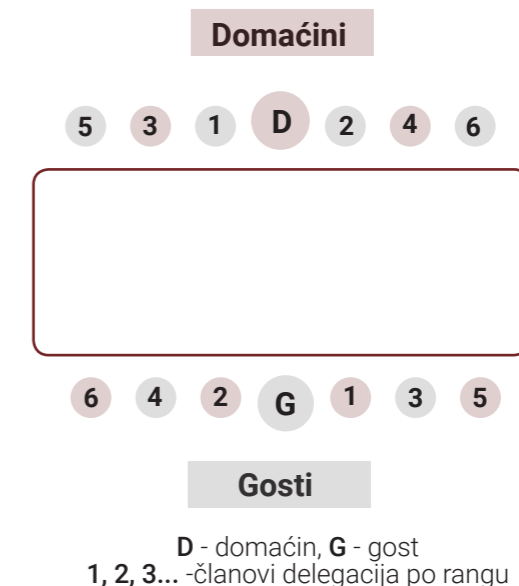 Domaćini
5 3 1 D 2 4 6
6 4 2 G 1 3 5
Gosti
D - domaćin, G - gost
1, 2, 3... -članovi delegacija po rangu